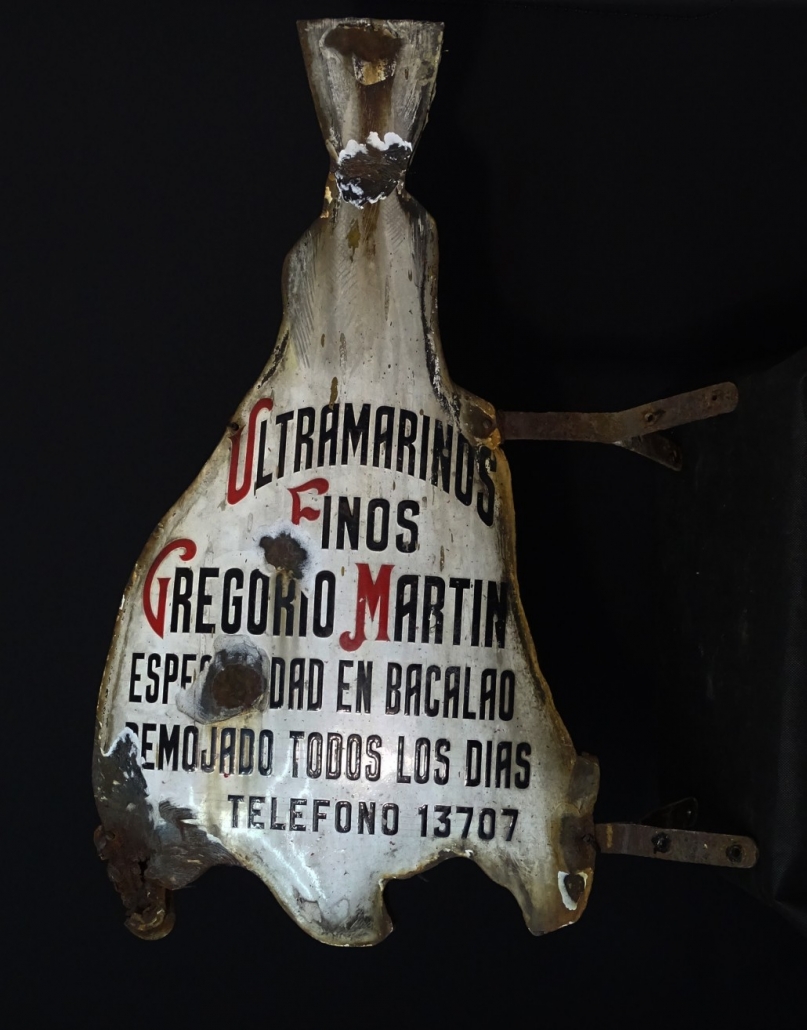 ULTRAMARINOS
FINOS
GREGORIO MARTIN
EN BACALAO
REMOJADO TODOS LOS DIAS
TELEFONO 13707